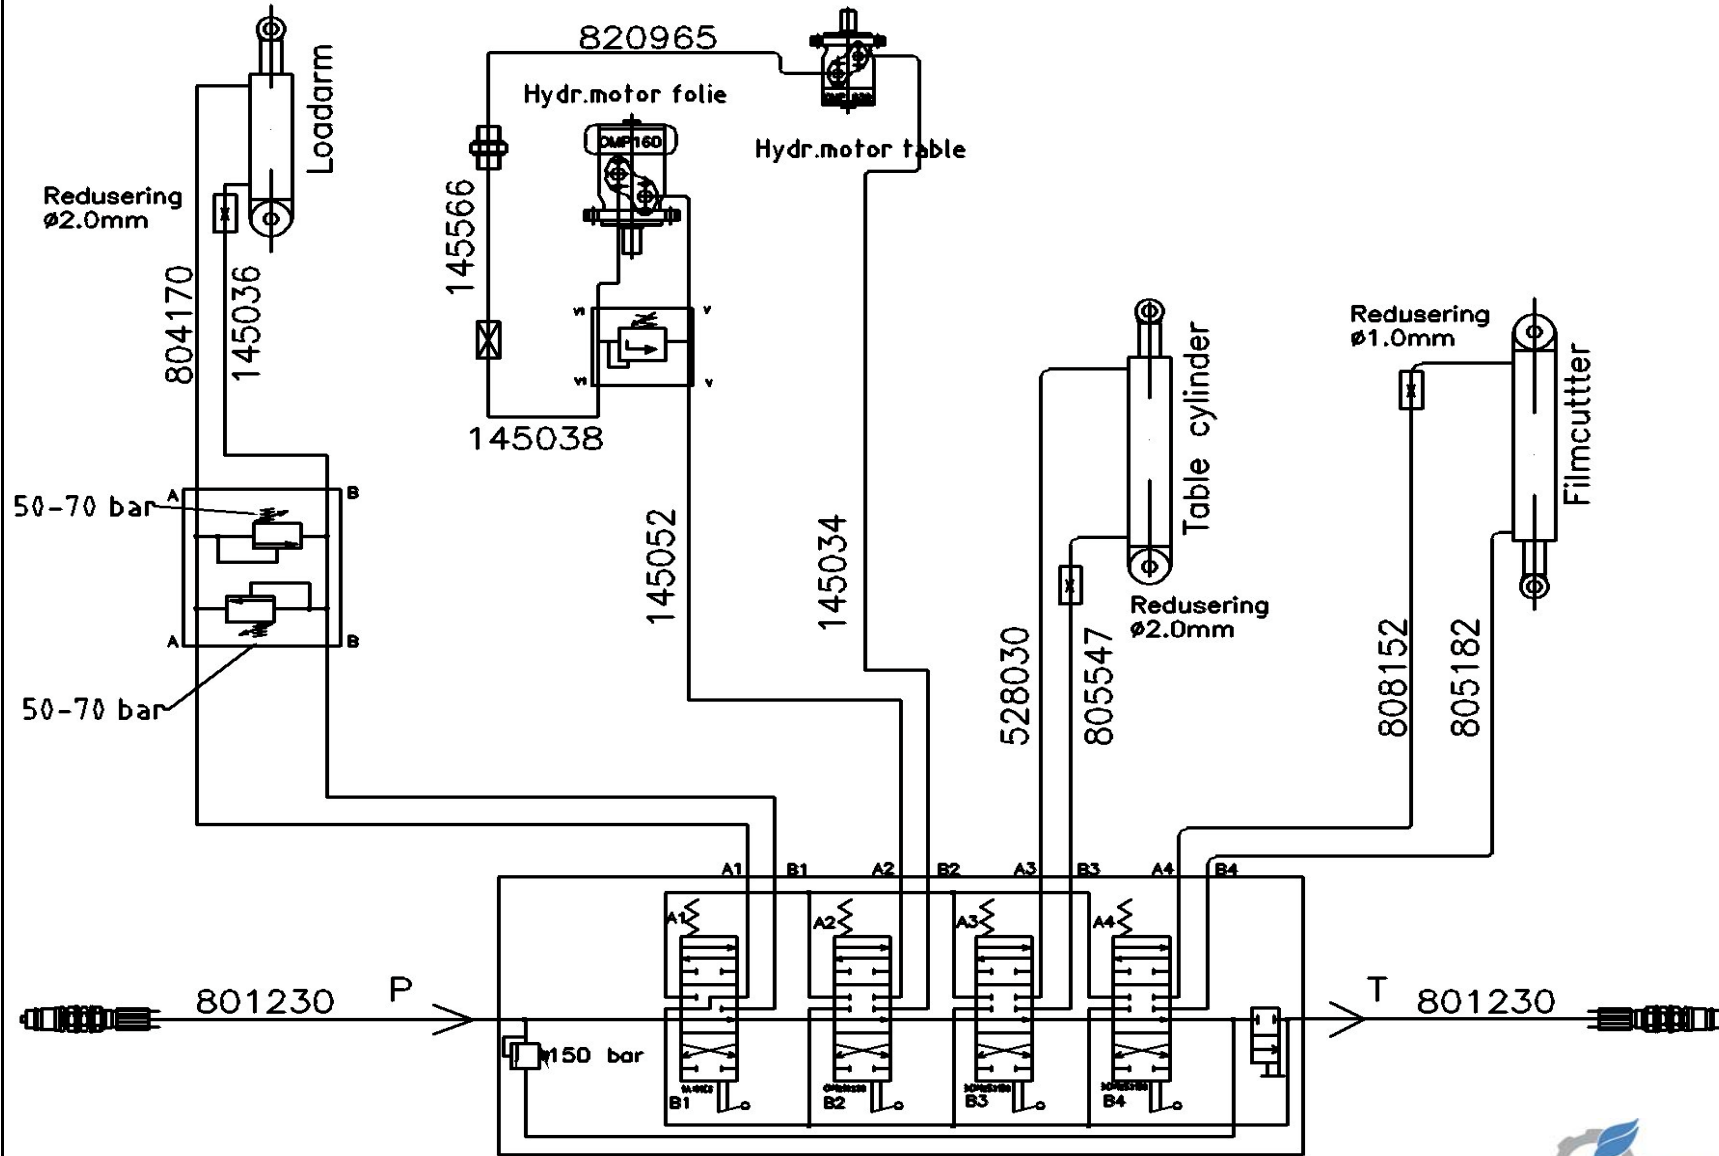 820965
Hydr.motor folie
Loadarm
OMP160
Hydr.motor table
Redusering
ø2.0mm
145566
804170
145036
V1
V
V1
V
145038
Redusering
ø1.0mm
Table cylinder
Filmcuttter
A
B
50-70 bar
145052
145034
A
B
50-70 bar
Redusering
ø2.0mm
528030
805547
808152
805182
A1
B1
A2
B2
A3
B3
A4
B4
A1
A2
A3
A4
801230
P
T
801230
150 bar
B1
B2
B3
B4